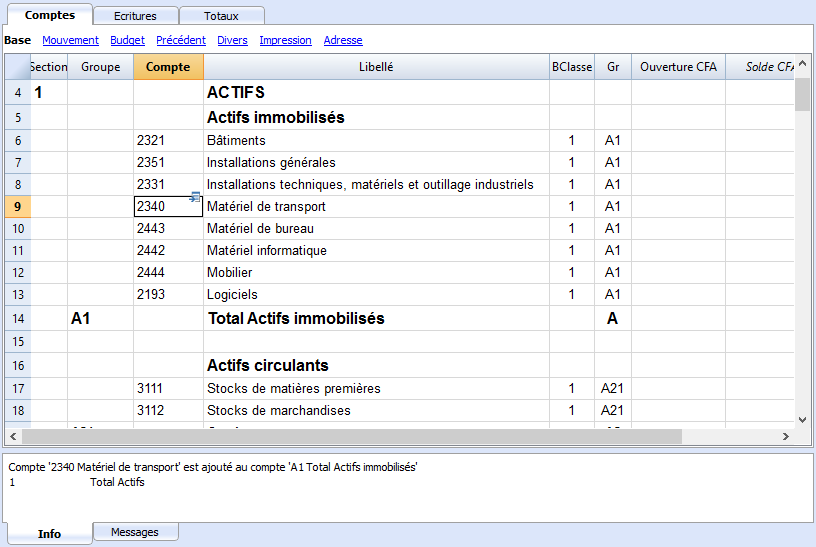 Comptes Ecritures Totaux
Base Mouvement Budget Précédent Divers Impression Adresse
Section Groupe Compte Libellé BClasse Gr Ouverture CFA Solde CFA
4 1 ACTIFS
5 Actifs immobilisés
6 2321 Bâtiments 1 A1
7 2351 Installations générales 1 A1
8 2331 Installations techniques, matériels et outillage industriels 1 A1
9 2340 Matériel de transport 1 A1
10 2443 Matériel de bureau 1 A1
11 2442 Matériel informatique 1 A1
12 2444 Mobilier 1 A1
13 2193 Logiciels 1 A1
14 A1 Total Actifs immobilisés A
15
16 Actifs circulants
17 3111 Stocks de matières premières 1 A21
18 3112 Stocks de marchandises 1 A21
Compte '2340 Matériel de transport' est ajouté au compte 'A1 Total Actifs immobilisés'
1 Total Actifs
Info Messages